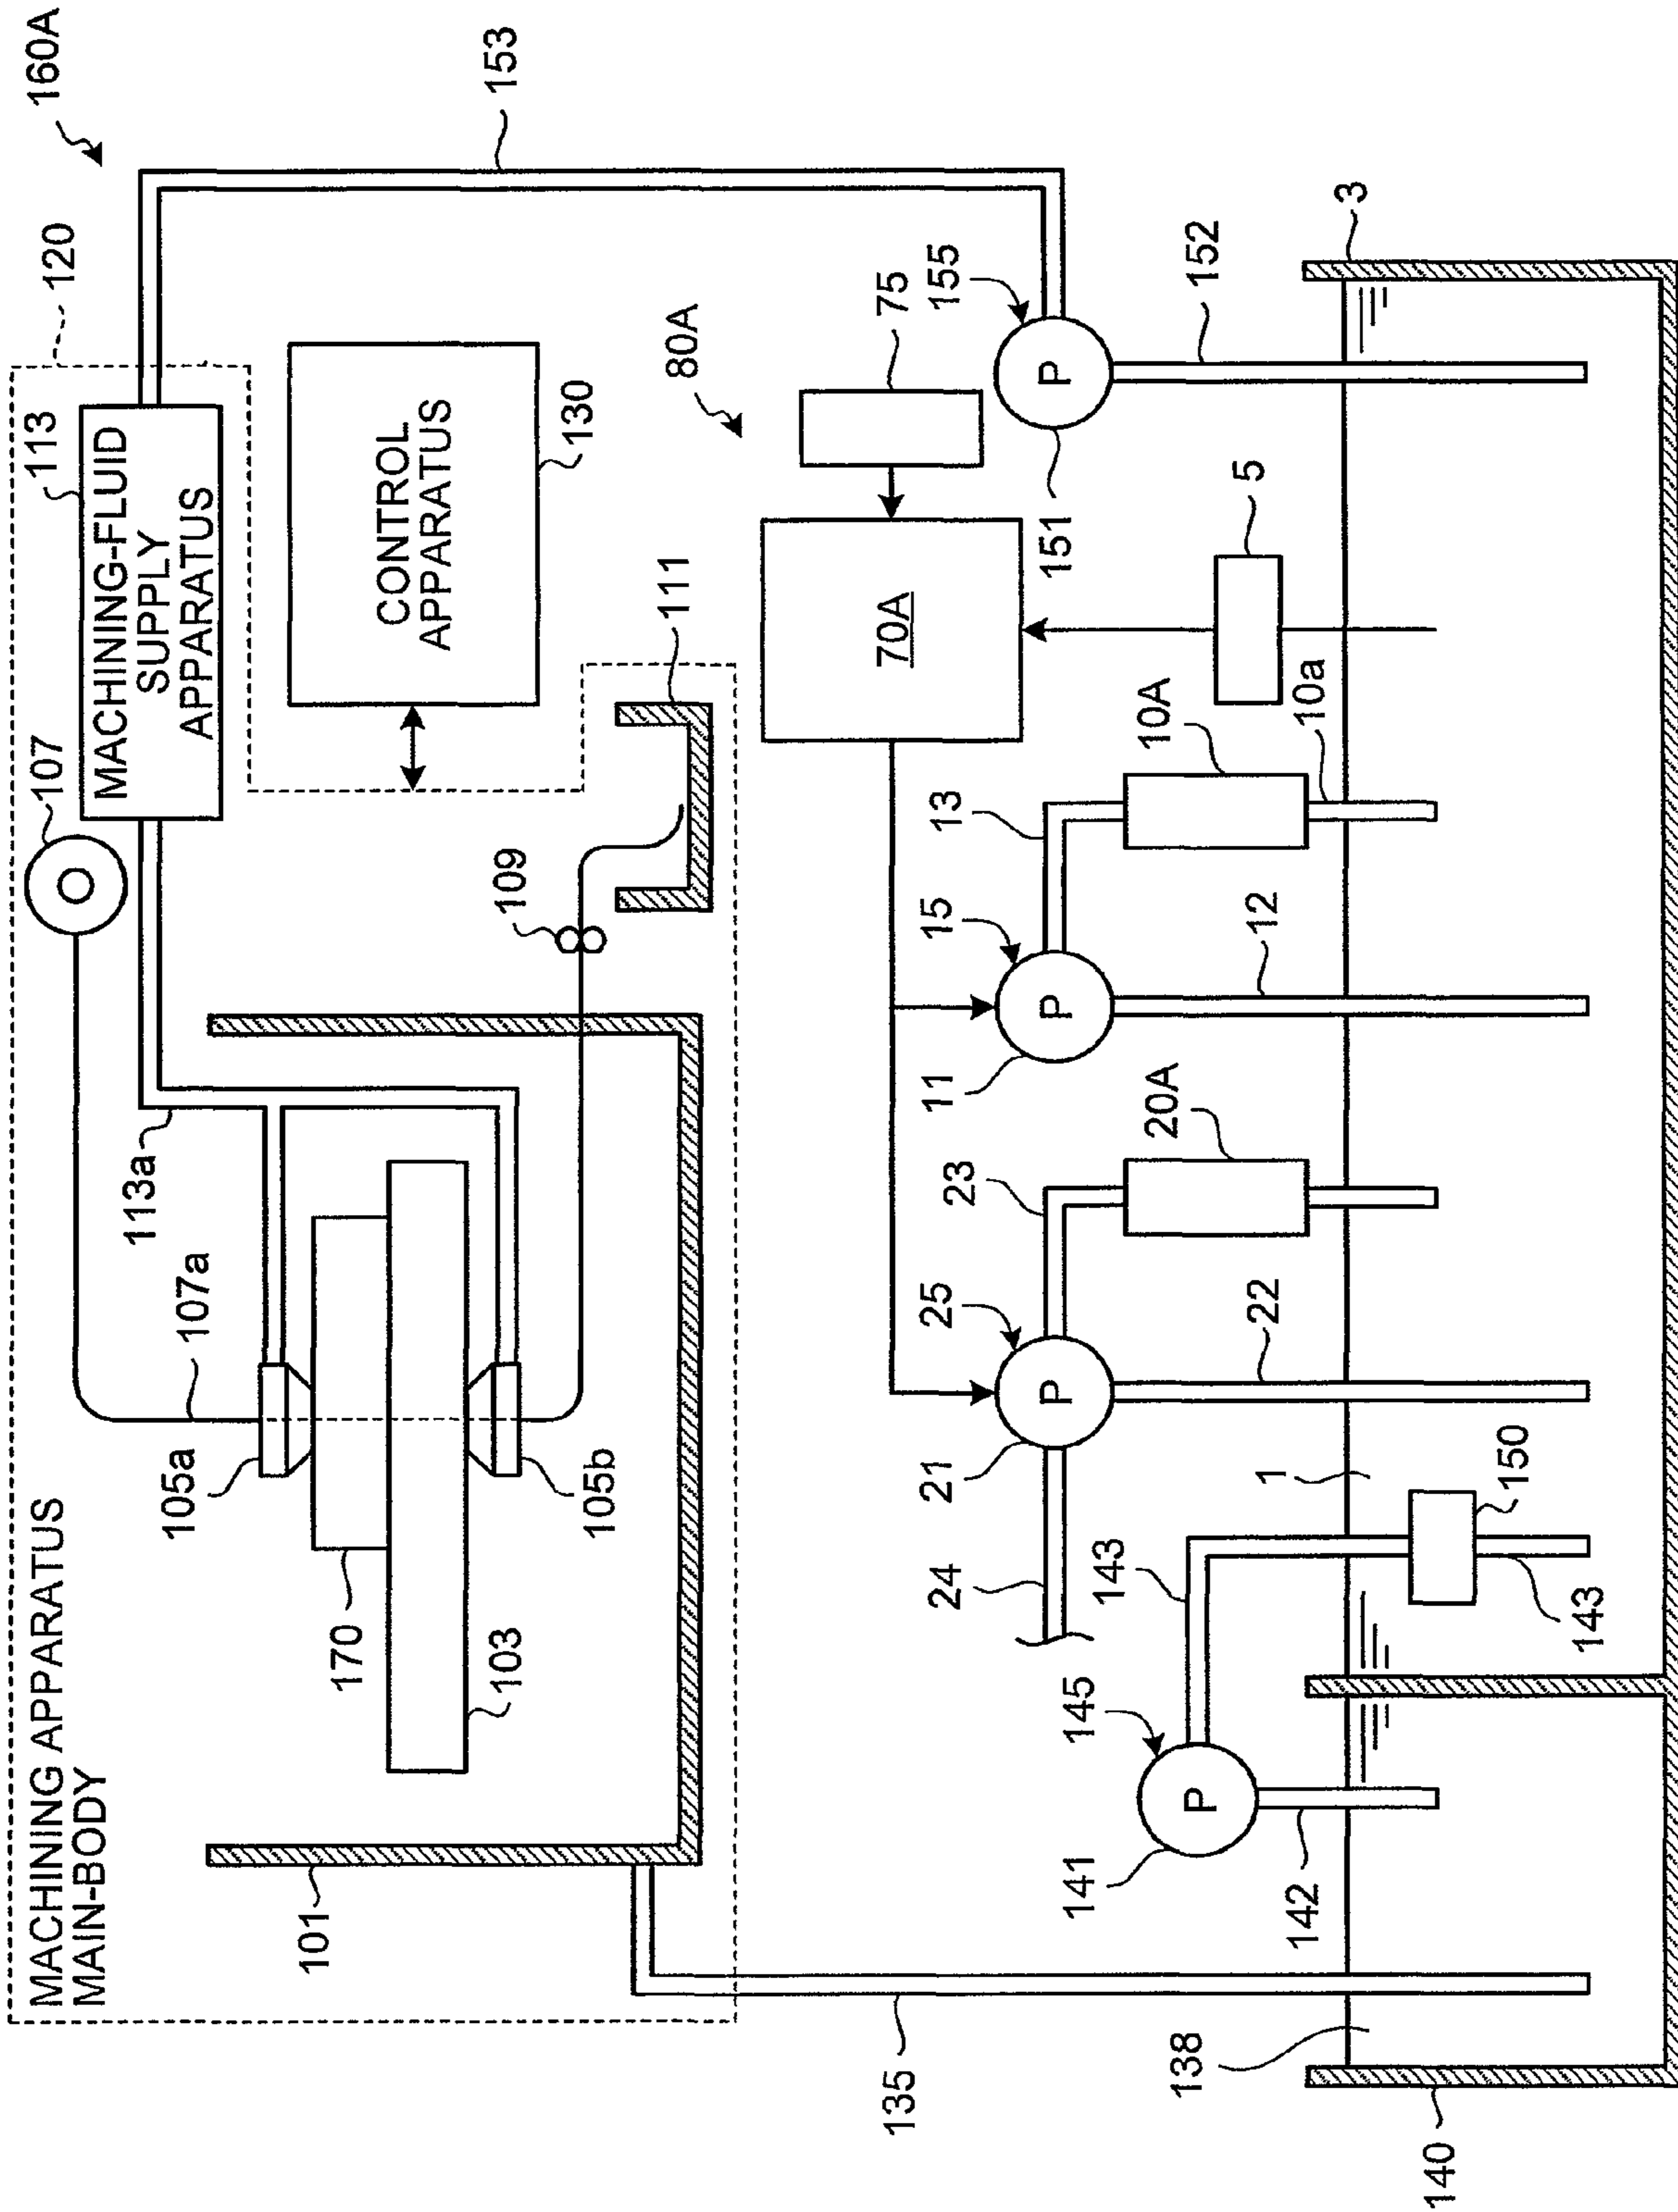 160A
153
120
113
MACHINING-FLUID
SUPPLY
APPARATUS
107
CONTROL
APPARATUS
130
111
109
113a
107a
105a
105b
170
103
101
MACHINING APPARATUS
MAIN-BODY
80A
75
155
151
152
3
70A
5
10A
10a
13
15
12
11
20A
23
25
22
21
24
1
150
143
143
145
141
142
135
138
140
P
P
P
P